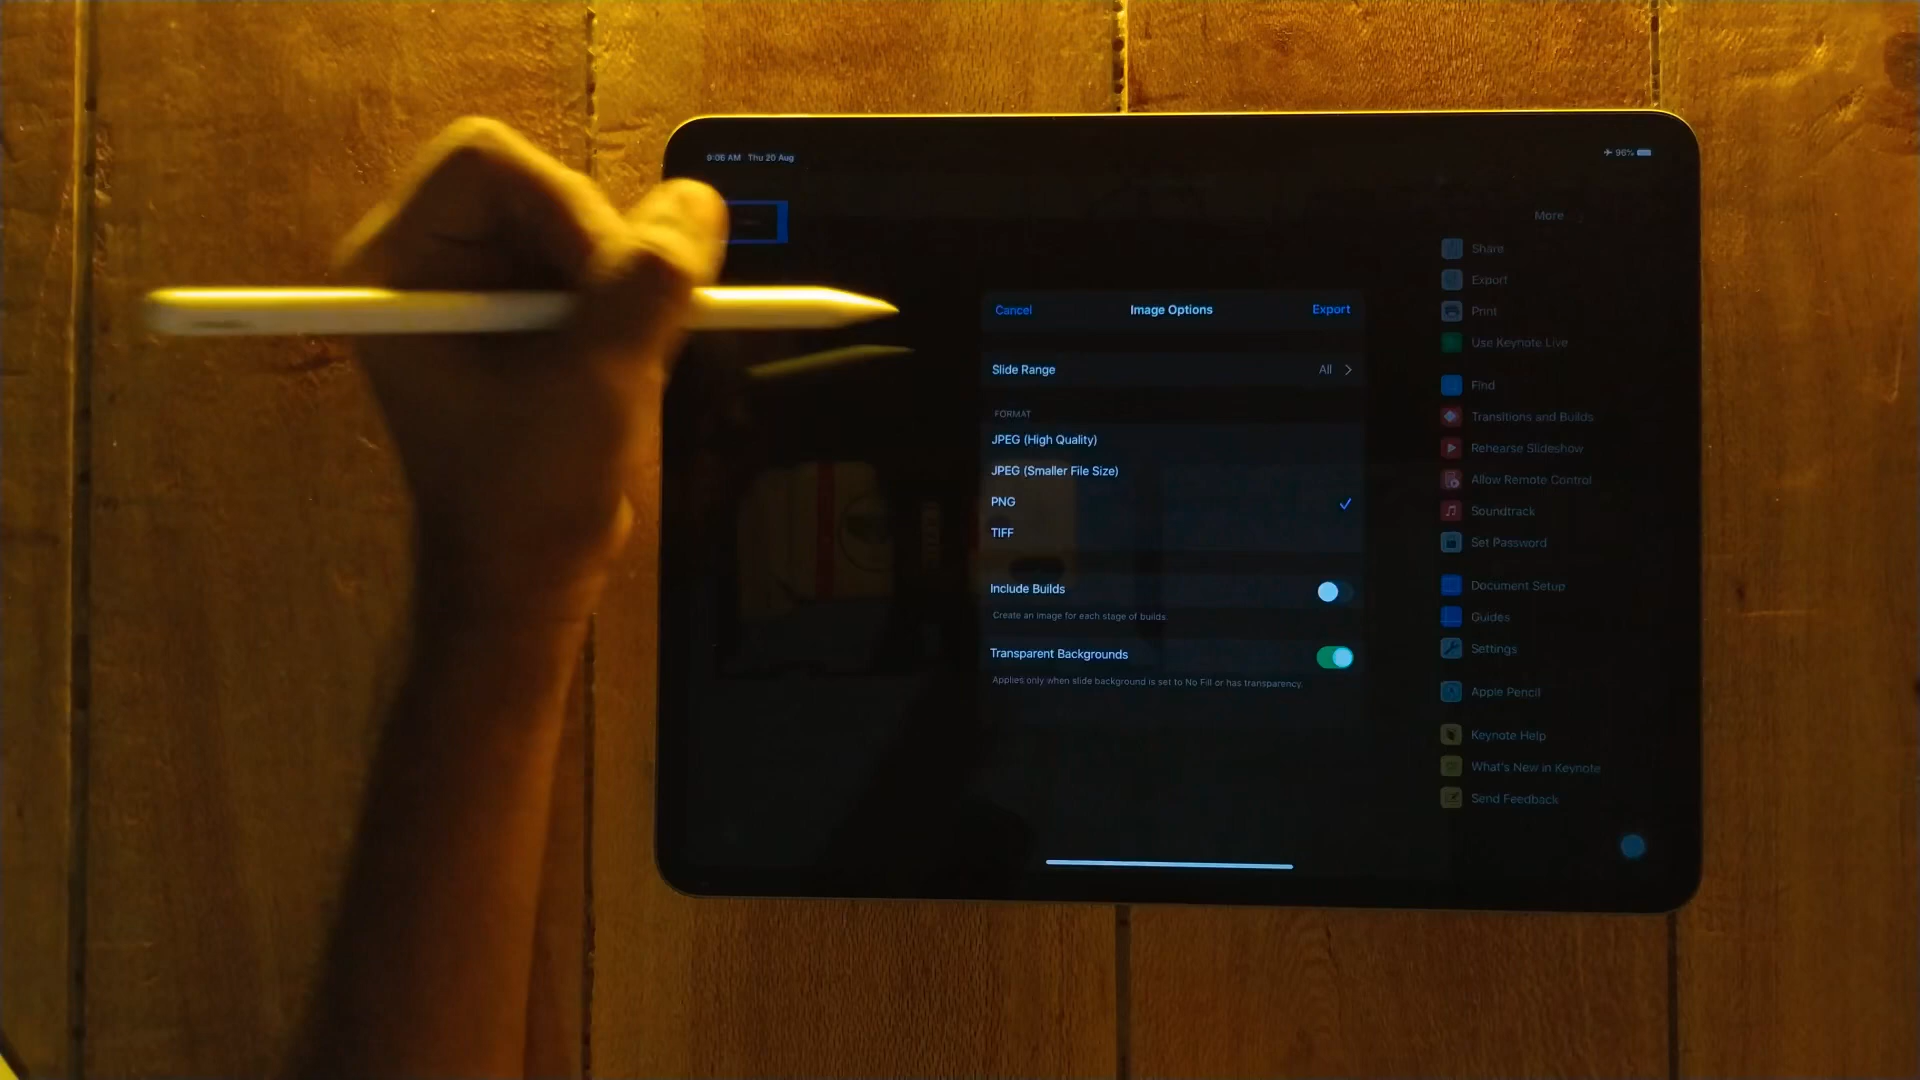 9:06 AM Thu 20 Aug
96%
More
Share
Export
Print
Use Keynote Live
Find
Transitions and Builds
Rehearse Slideshow
Allow Remote Control
Soundtrack
Set Password
Document Setup
Guides
Settings
Apple Pencil
Keynote Help
What's New in Keynote
Send Feedback
Cancel Image Options Export
Slide Range All
FORMAT
JPEG (High Quality)
JPEG (Smaller File Size)
PNG
TIFF
Include Builds
Create an image for each stage of builds.
Transparent Backgrounds
Applies only when slide background is set to No Fill or has transparency.